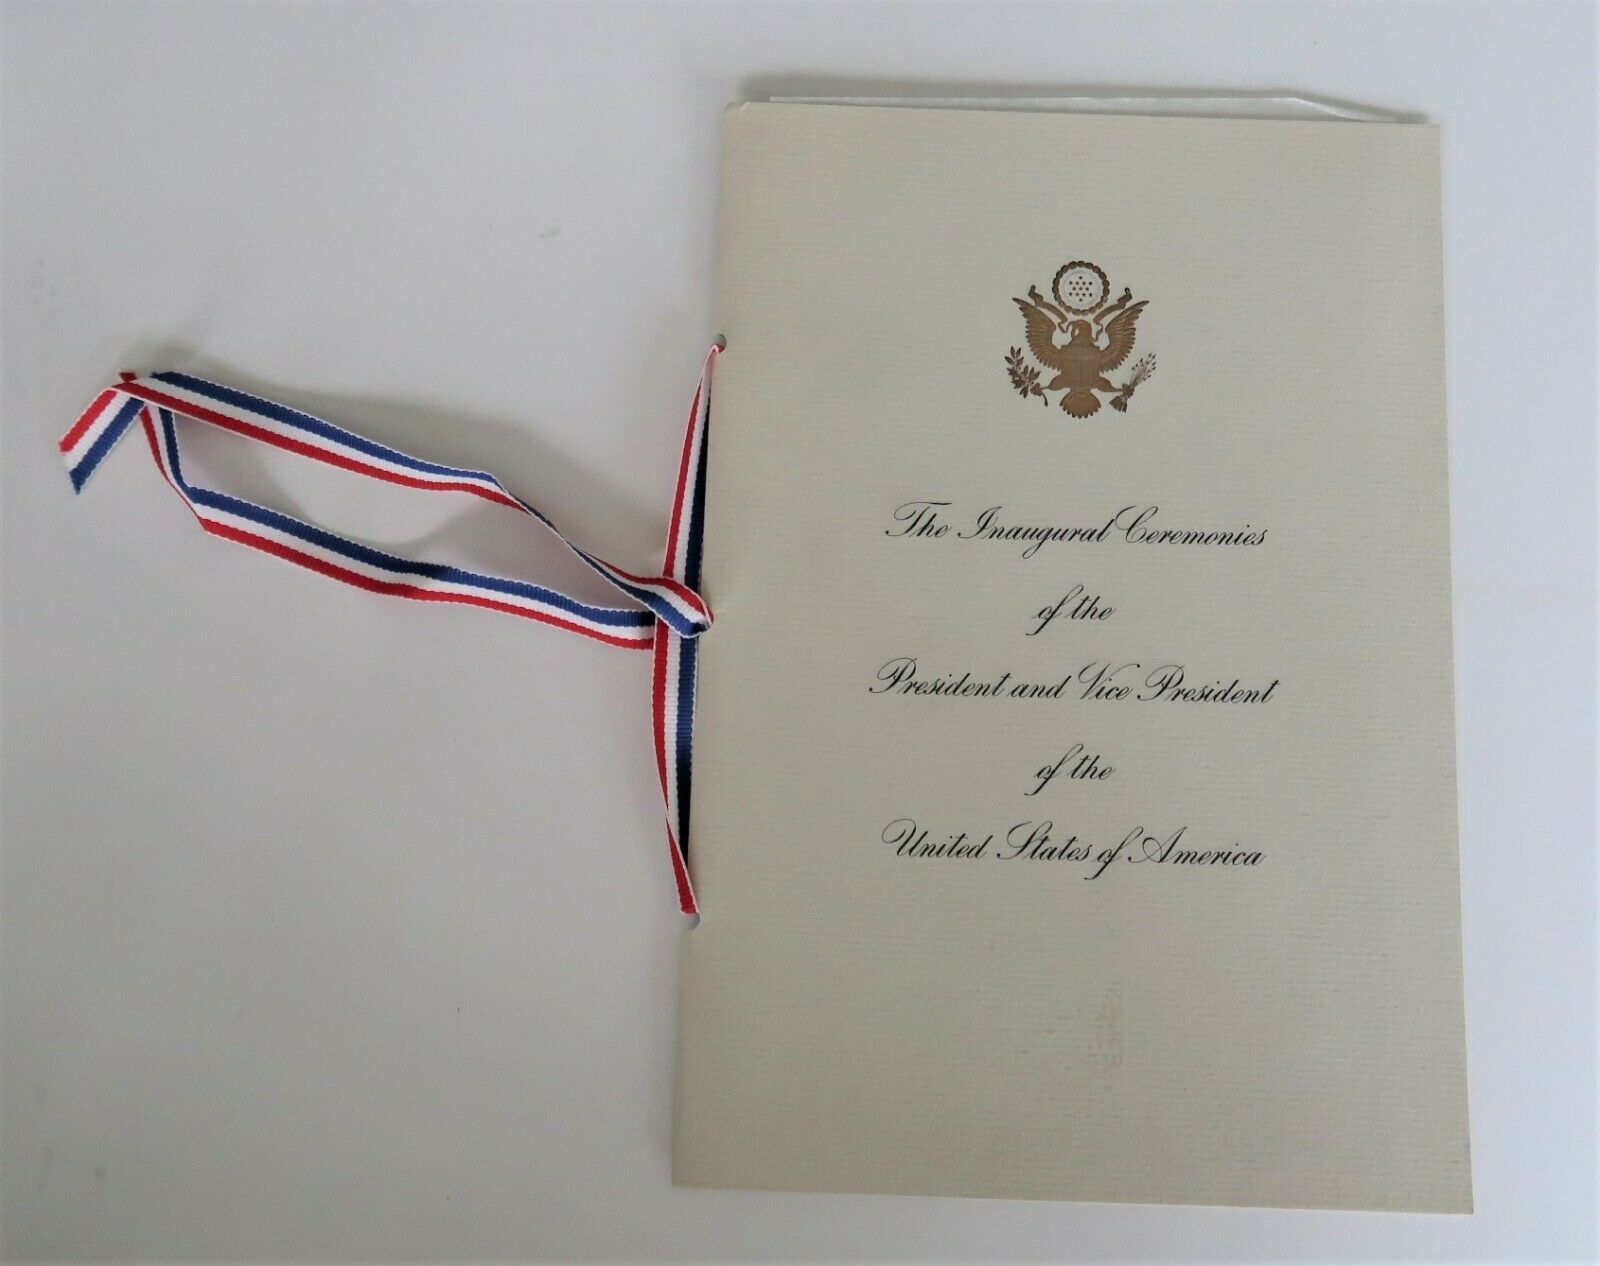 The Inaugural Ceremonies
of the
President and Vice President
of the
United States of America